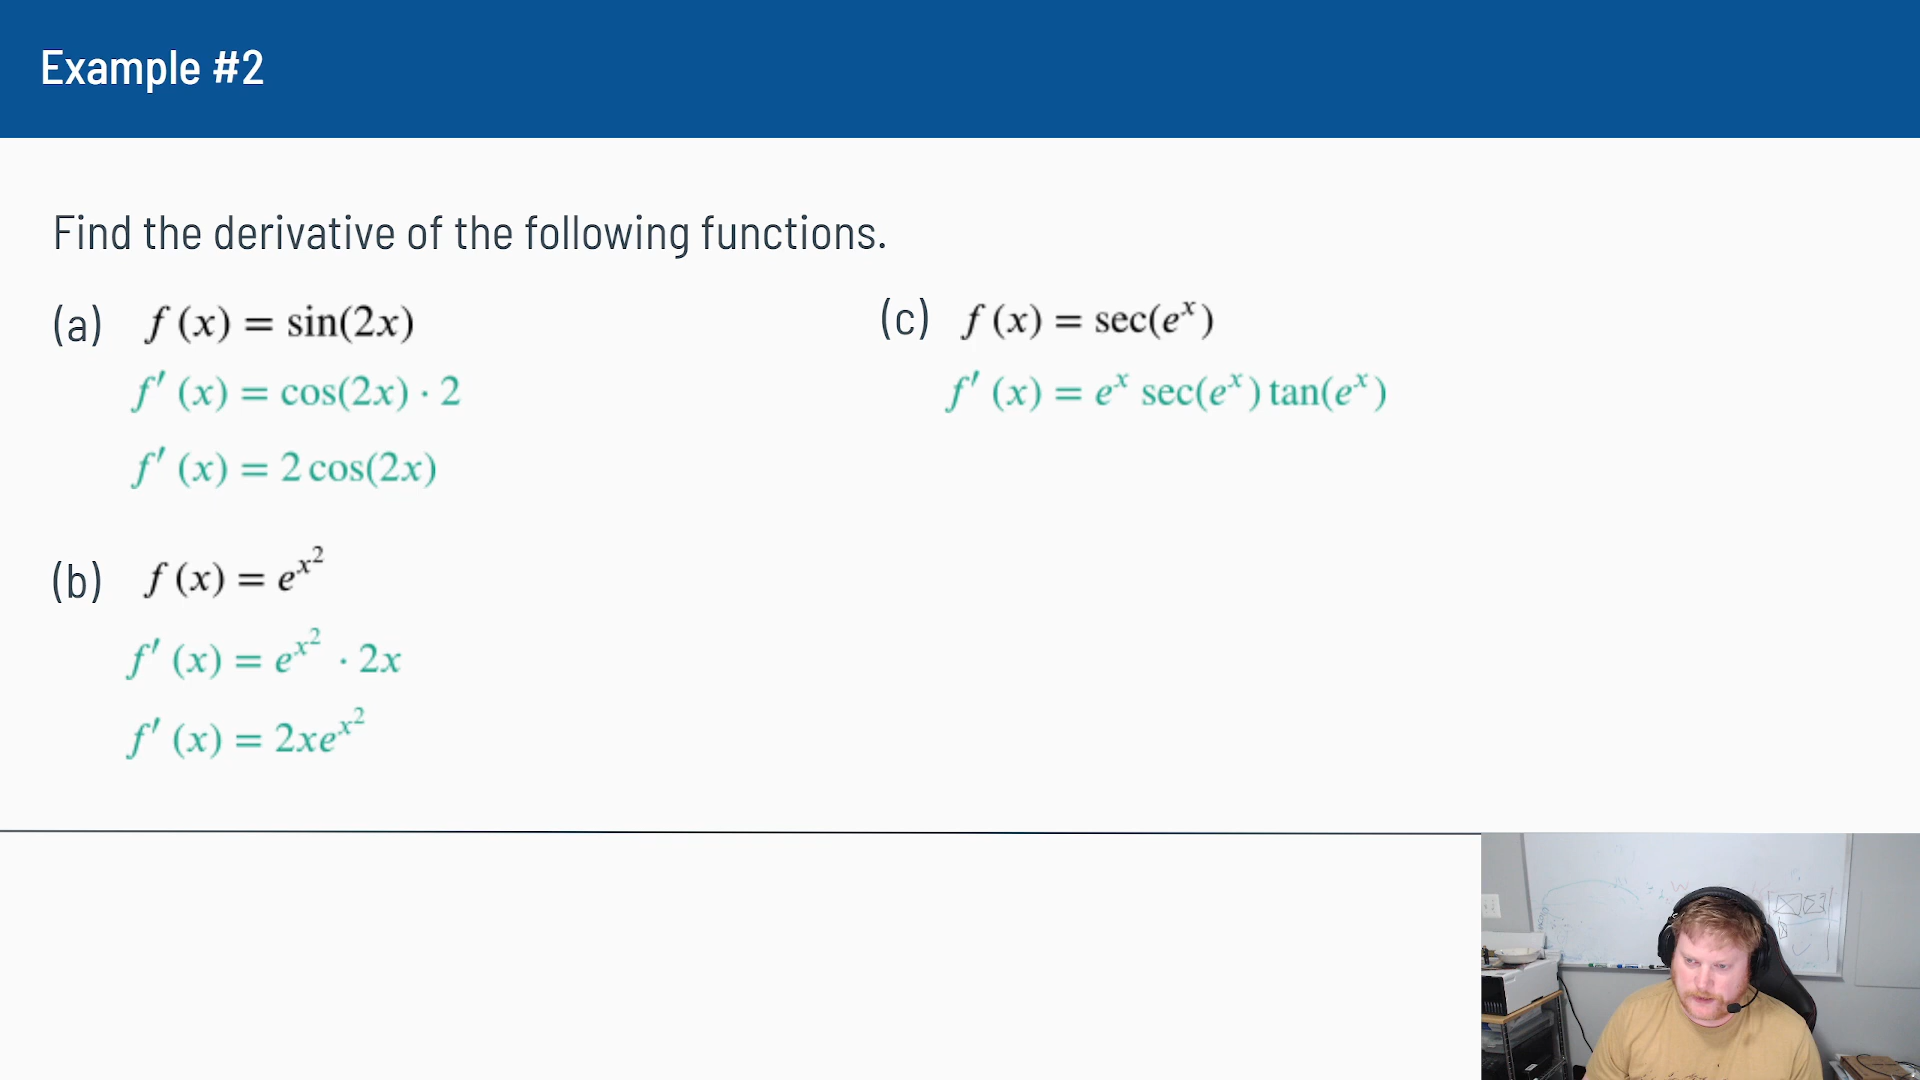 Example #2
Find the derivative of the following functions.
(a) f(x) = sin(2x)
f′(x) = cos(2x) · 2
f′(x) = 2 cos(2x)
(b) f(x) = e^{x^2}
f′(x) = e^{x^2} · 2x
f′(x) = 2xe^{x^2}
(c) f(x) = sec(e^x)
f′(x) = e^x sec(e^x) tan(e^x)